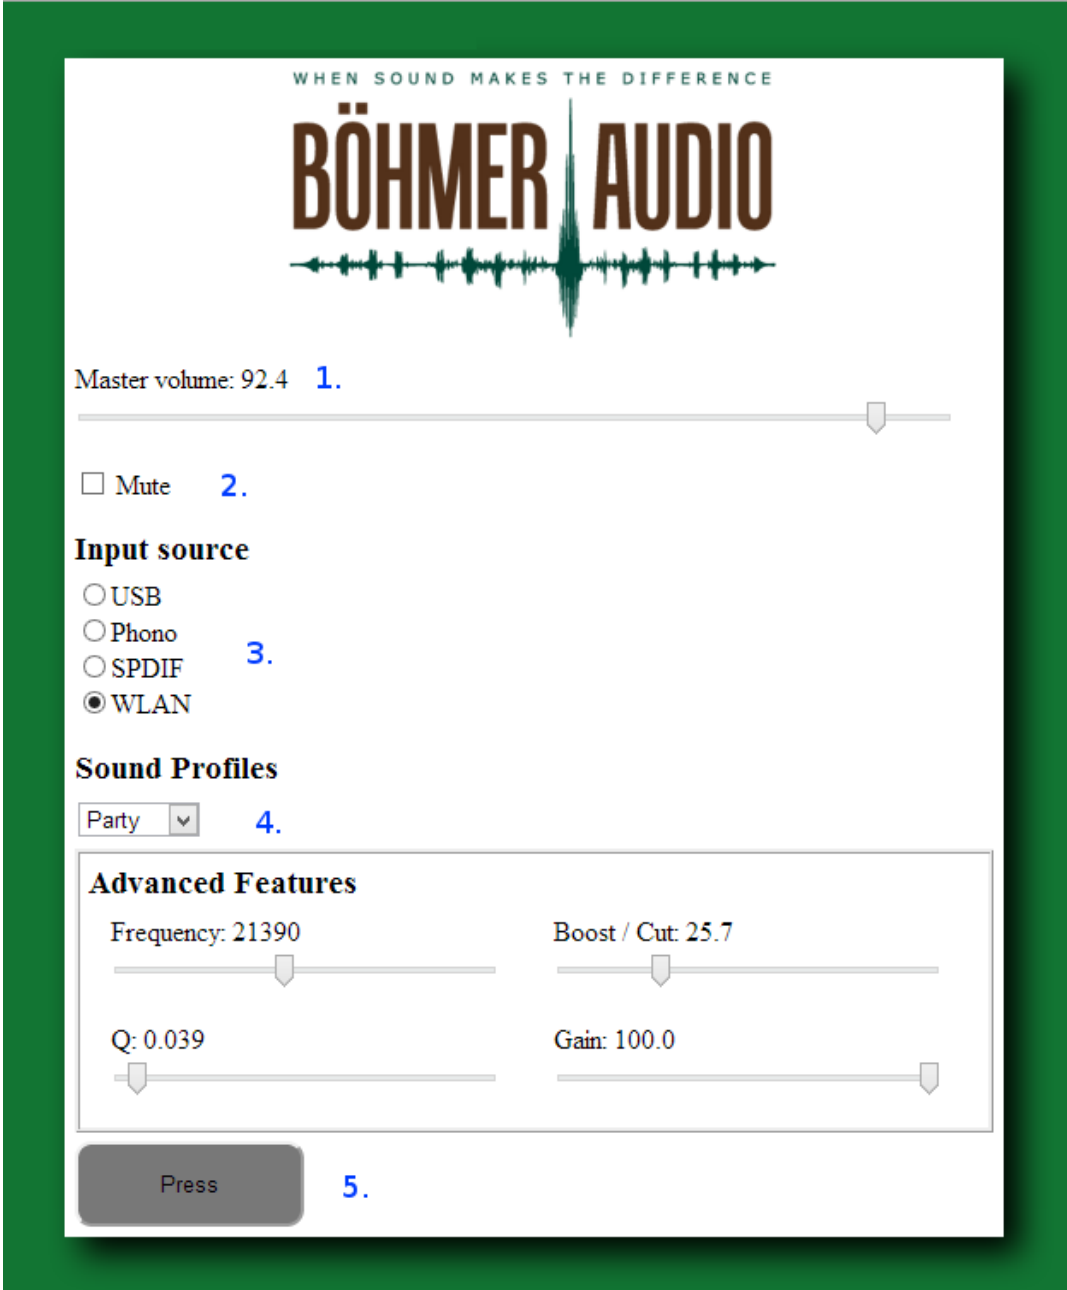 WHEN SOUND MAKES THE DIFFERENCE
BÖHMER AUDIO
Master volume: 92.4 1.
Mute 2.
Input source
USB
Phono
3.
SPDIF
WLAN
Sound Profiles
Party 4.
Advanced Features
Frequency: 21390 Boost / Cut: 25.7
Q: 0.039 Gain: 100.0
Press 5.